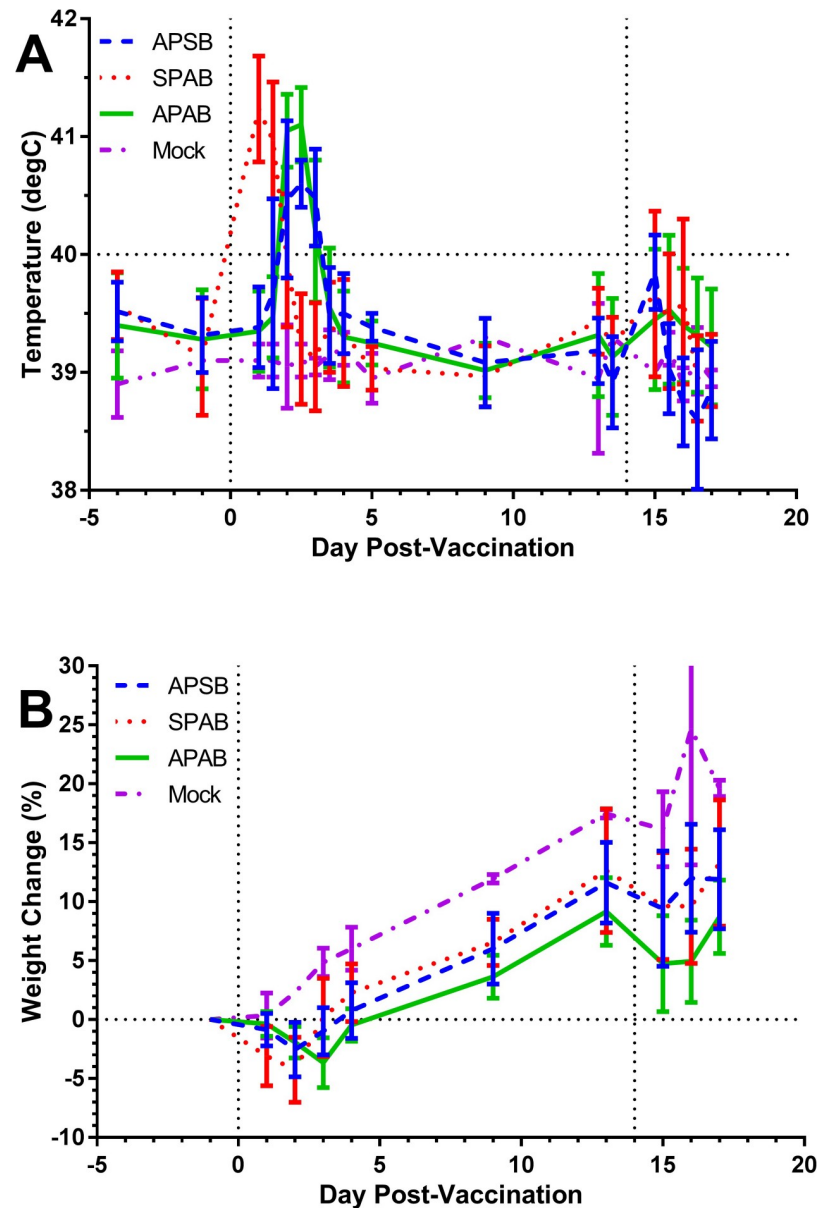 A
42
APSB
SPAB
41
APAB
Mock
Temperature (degC)
40
39
38
-5 0 5 10 15 20
Day Post-Vaccination
B
30
APSB
25
SPAB
20
APAB
Mock
15
Weight Change (%)
10
5
0
-5
-10
-5 0 5 10 15 20
Day Post-Vaccination